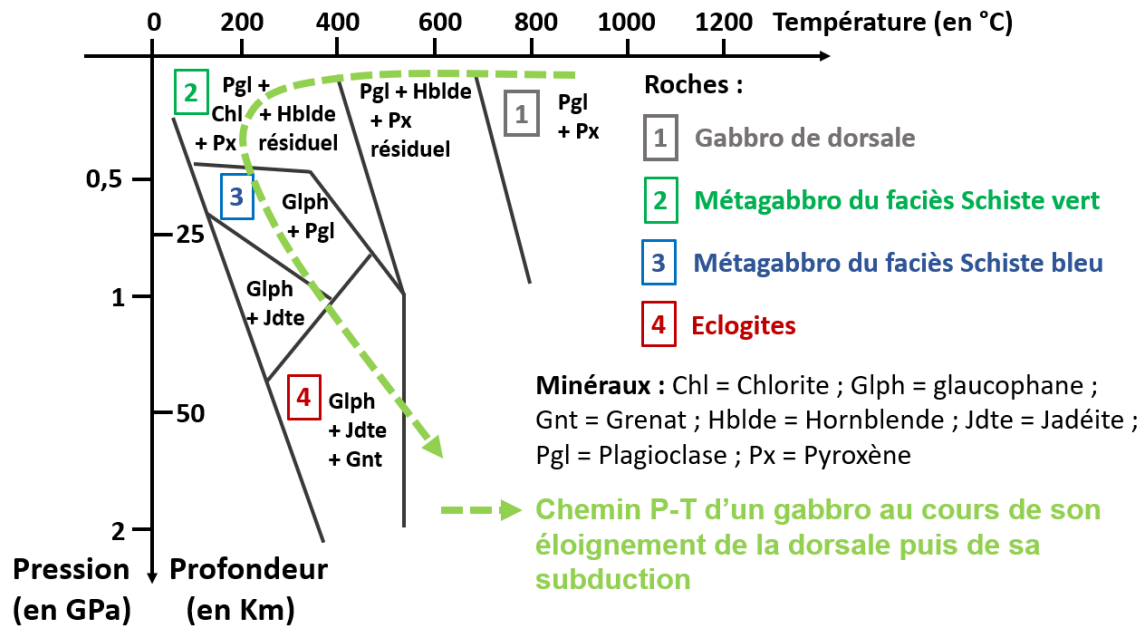 0 200 400 600 800 1000 1200 Température (en °C)
2
Pgl +
Chl + Hblde
+ Px résiduel
Pgl + Hblde
+ Px
résiduel
1
Pgl
+ Px
0,5
3
Glph
+ Pgl
25
1
Glph
+ Jdte
50
4
Glph
+ Jdte
+ Gnt
2
Pression
(en GPa)
Profondeur
(en Km)
Roches :
1 Gabbro de dorsale
2 Métagabbro du faciès Schiste vert
3 Métagabbro du faciès Schiste bleu
4 Eclogites
Minéraux : Chl = Chlorite ; Glph = glaucophane ;
Gnt = Grenat ; Hblde = Hornblende ; Jdte = Jadéite ;
Pgl = Plagioclase ; Px = Pyroxène
Chemin P-T d’un gabbro au cours de son
éloignement de la dorsale puis de sa
subduction